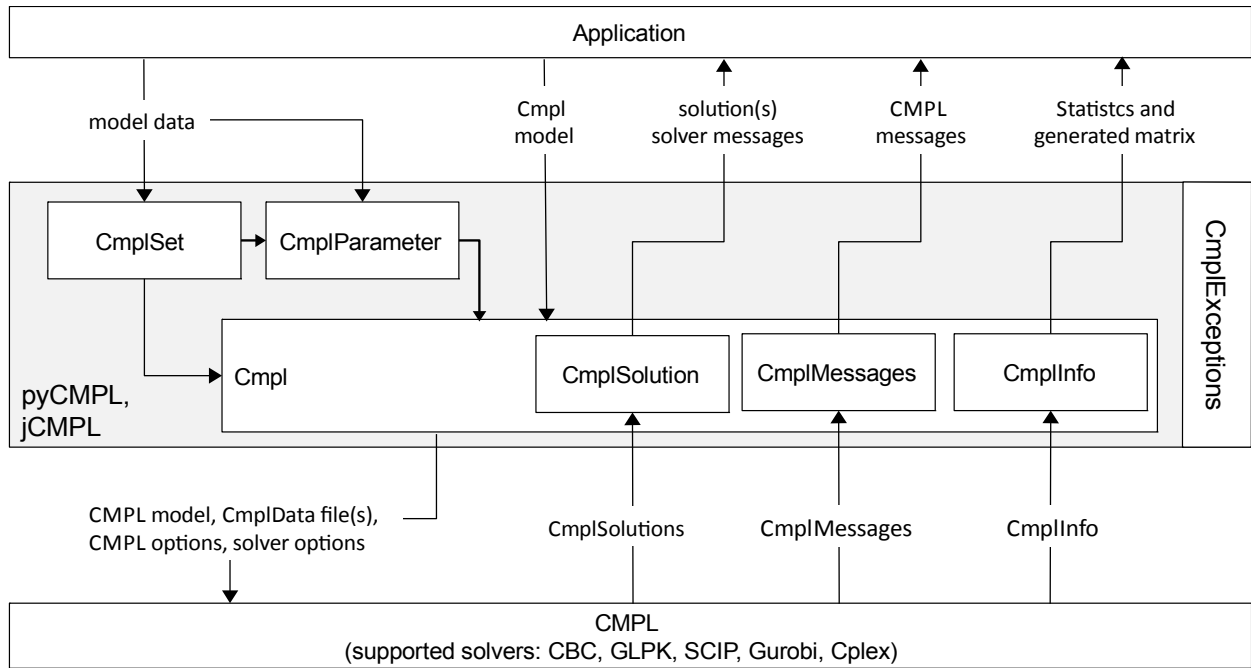 Application
model data
Cmpl
model
solution(s)
solver messages
CMPL
messages
Statistcs and
generated matrix
CmplSet
CmplParameter
CmplExceptions
Cmpl
CmplSolution
CmplMessages
CmplInfo
pyCMPL,
jCMPL
CMPL model, CmplData file(s),
CMPL options, solver options
CmplSolutions
CmplMessages
CmplInfo
CMPL
(supported solvers: CBC, GLPK, SCIP, Gurobi, Cplex)